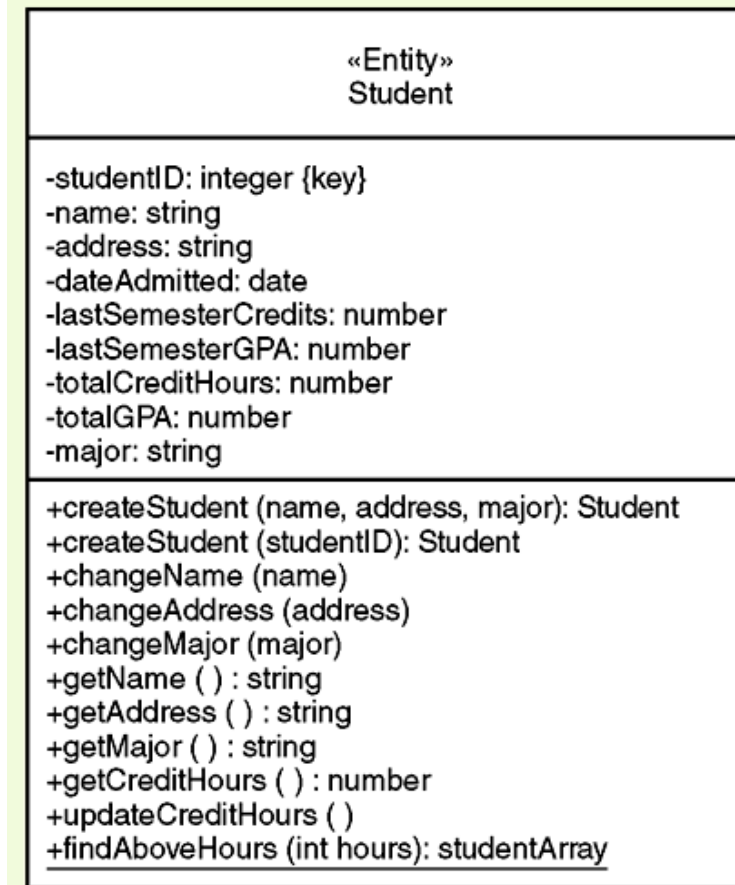 «Entity»
Student
-studentID: integer {key}
-name: string
-address: string
-dateAdmitted: date
-lastSemesterCredits: number
-lastSemesterGPA: number
-totalCreditHours: number
-totalGPA: number
-major: string
+createStudent (name, address, major): Student
+createStudent (studentID): Student
+changeName (name)
+changeAddress (address)
+changeMajor (major)
+getName ( ) : string
+getAddress ( ) : string
+getMajor ( ) : string
+getCreditHours ( ) : number
+updateCreditHours ( )
+findAboveHours (int hours): studentArray